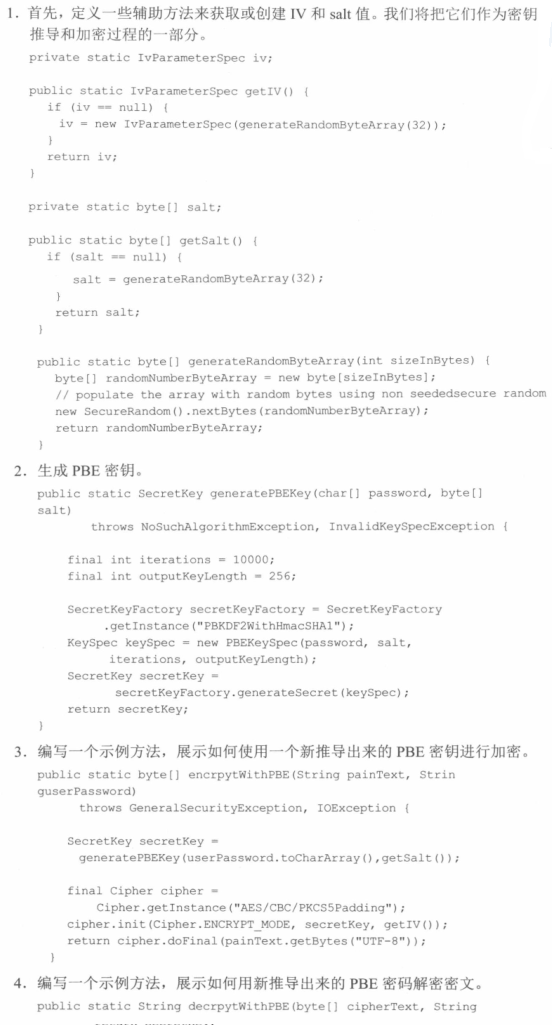 1. 首先，定义一些辅助方法来获取或创建 IV 和 salt 值。我们将把它们作为密钥
推导和加密过程的一部分。
private static IvParameterSpec iv;
public static IvParameterSpec getIV() {
if (iv == null) {
iv = new IvParameterSpec(generateRandomByteArray(32));
}
return iv;
}
private static byte[] salt;
public static byte[] getSalt() {
if (salt == null) {
salt = generateRandomByteArray(32);
}
return salt;
}
public static byte[] generateRandomByteArray(int sizeInBytes) {
byte[] randomNumberByteArray = new byte[sizeInBytes];
// populate the array with random bytes using non seededsecure random
new SecureRandom().nextBytes(randomNumberByteArray);
return randomNumberByteArray;
}
2. 生成 PBE 密钥。
public static SecretKey generatePBEKey(char[] password, byte[]
salt)
throws NoSuchAlgorithmException, InvalidKeySpecException {
final int iterations = 10000;
final int outputKeyLength = 256;
SecretKeyFactory secretKeyFactory = SecretKeyFactory
.getInstance("PBKDF2WithHmacSHA1");
KeySpec keySpec = new PBEKeySpec(password, salt,
iterations, outputKeyLength);
SecretKey secretKey =
secretKeyFactory.generateSecret(keySpec);
return secretKey;
}
3. 编写一个示例方法，展示如何使用一个新推导出来的 PBE 密钥进行加密。
public static byte[] encrpytWithPBE(String painText, Strin
guserPassword)
throws GeneralSecurityException, IOException {
SecretKey secretKey =
generatePBEKey(userPassword.toCharArray(),getSalt());
final Cipher cipher =
Cipher.getInstance("AES/CBC/PKCS5Padding");
cipher.init(Cipher.ENCRYPT_MODE, secretKey, getIV());
return cipher.doFinal(painText.getBytes("UTF-8"));
}
4. 编写一个示例方法，展示如何用新推导出来的 PBE 密码解密密文。
public static String decrpytWithPBE(byte[] cipherText, String